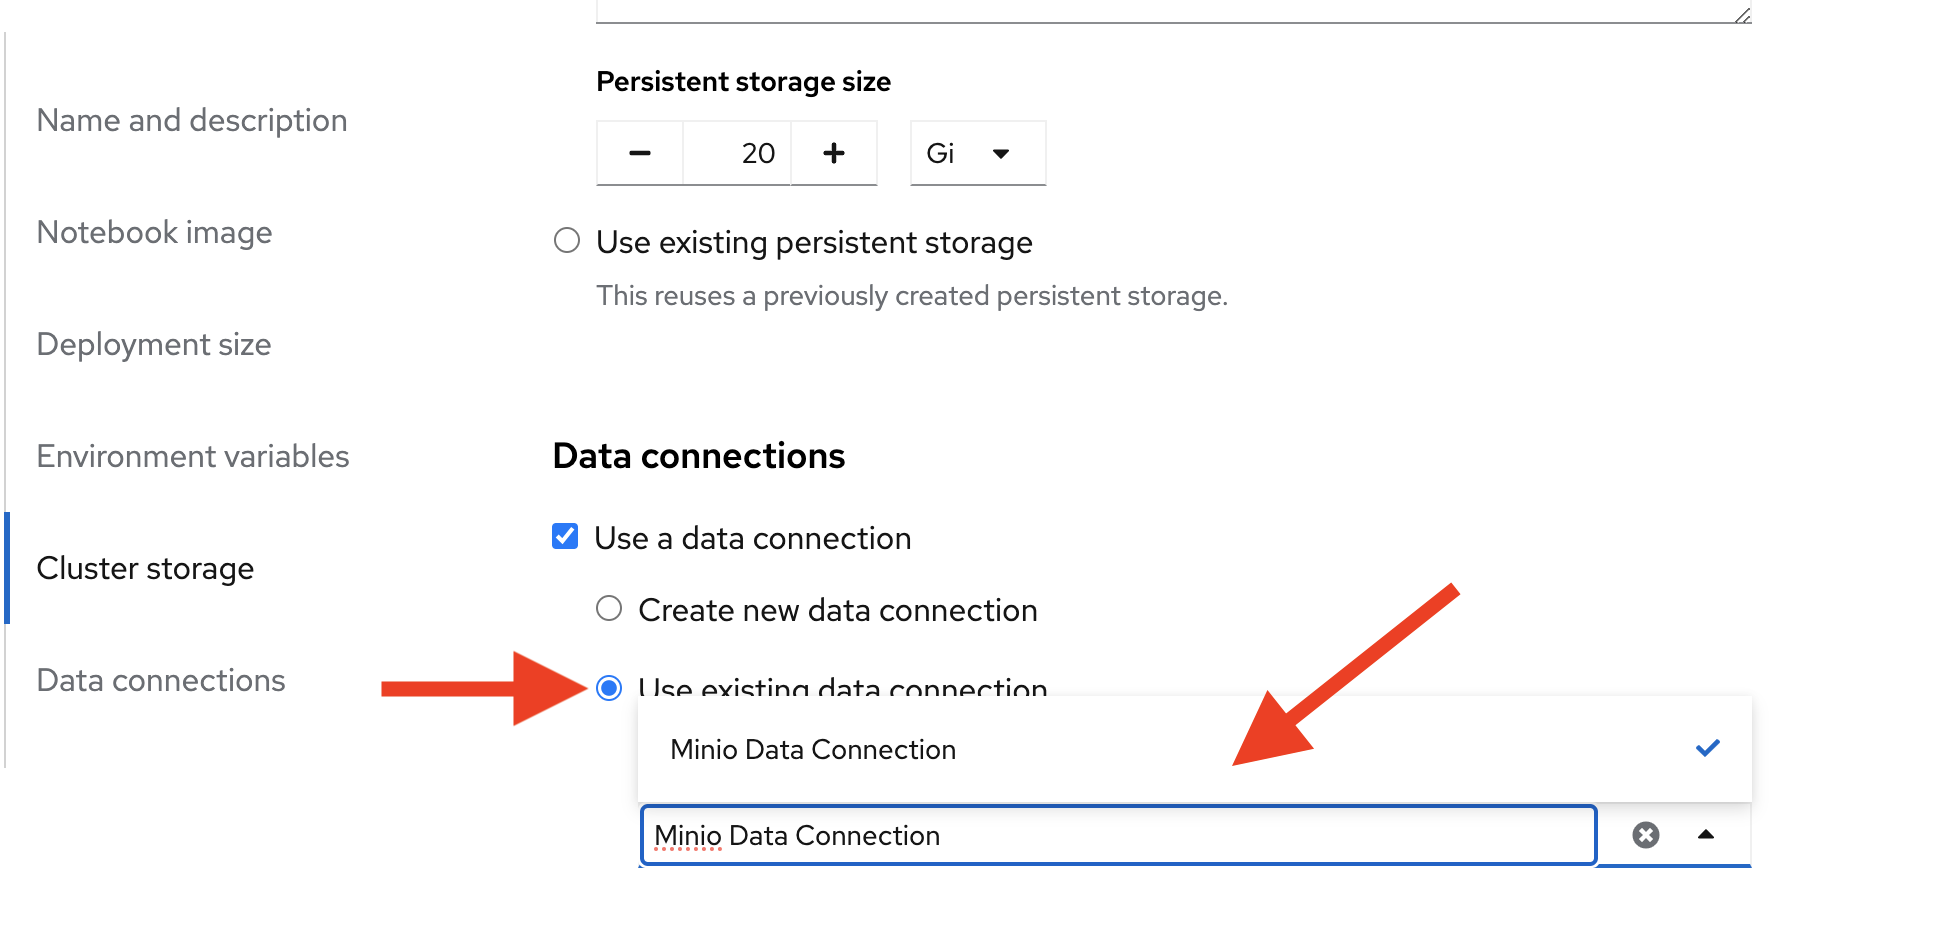 Name and description
Notebook image
Deployment size
Environment variables
Cluster storage
Data connections
Persistent storage size
20
Gi
Use existing persistent storage
This reuses a previously created persistent storage.
Data connections
Use a data connection
Create new data connection
Use existing data connection
Minio Data Connection
Minio Data Connection